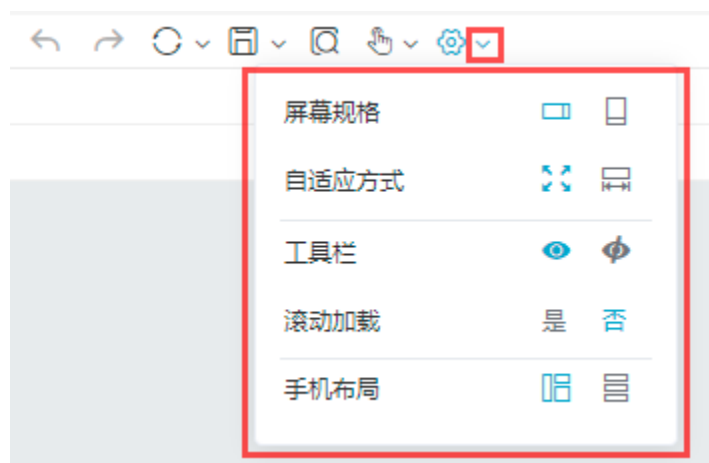 屏幕规格
自适应方式
工具栏
滚动加载 是 否
手机布局